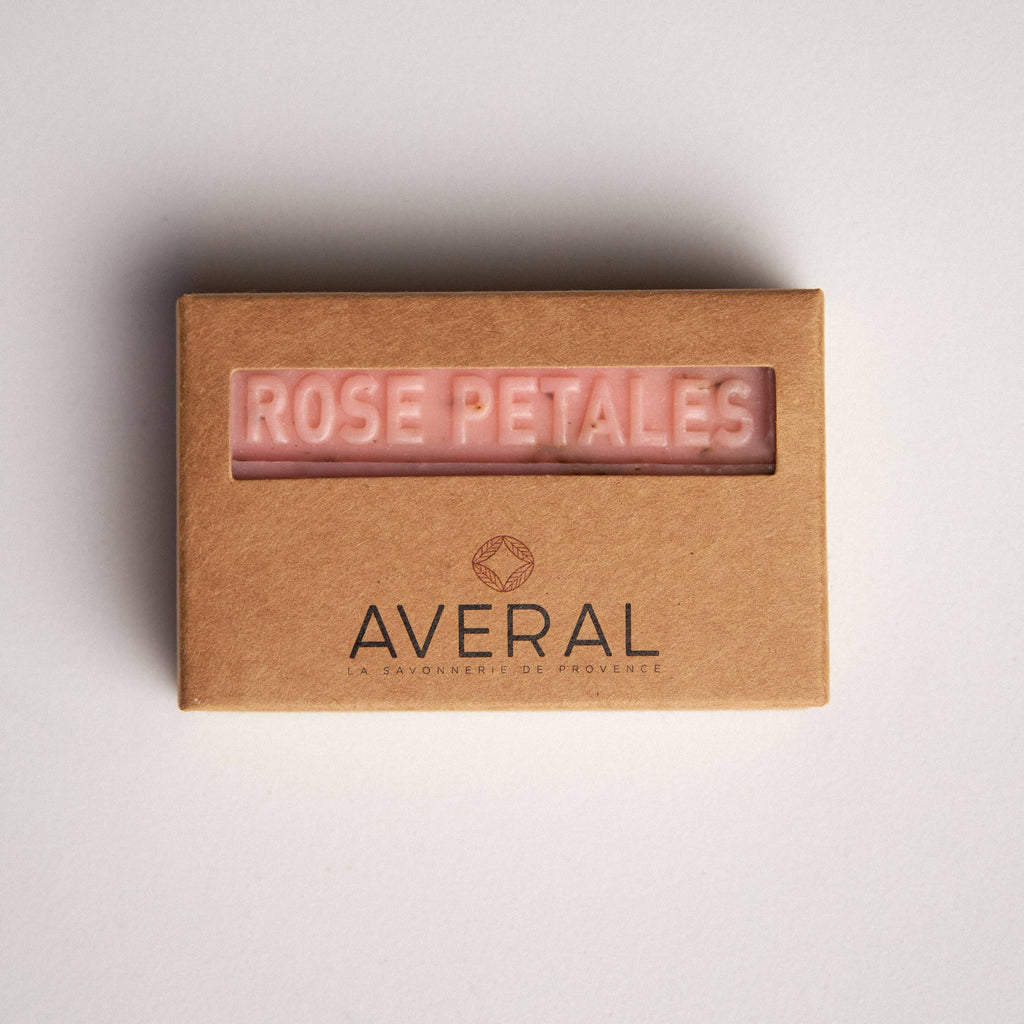 ROSE PETALES
AVERAL
LA SAVONNERIE DE PROVENCE